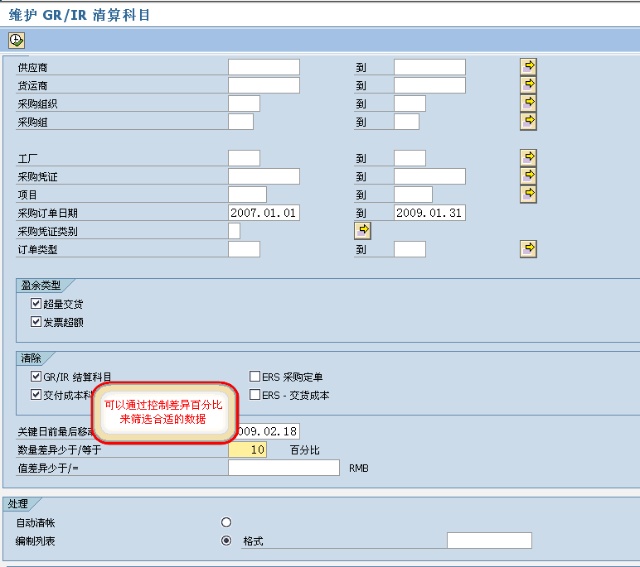 维护 GR/IR 清算科目
供应商 到
货运商 到
采购组织 到
采购组 到
工厂 到
采购凭证 到
项目 到
采购订单日期 2007.01.01 到 2009.01.31
采购凭证类别
订单类型 到
盈余类型
超量交货
发票超额
清除
GR/IR 结算科目 ERS 采购定单
交付成本科 ERS - 交货成本
可以通过控制差异百分比
来筛选合适的数据
关键日前最后移动 009.02.18
数量差异少于/等于 10 百分比
值差异少于/= RMB
处理
自动清帐
编制列表 格式